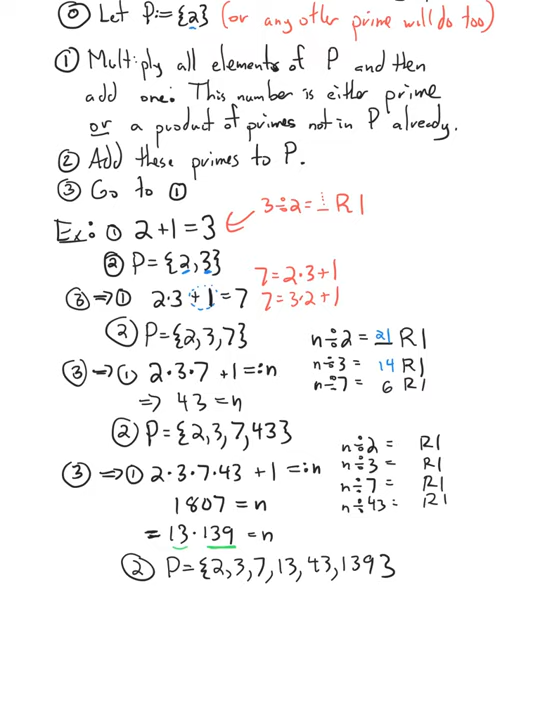 ⓪ Let P:={2} (or any other prime will do too)
① Multiply all elements of P and then
add one: This number is either prime
or a product of primes not in P already.
② Add these primes to P.
③ Go to ①
Ex: ① 2+1=3 3÷2= R1
② P={2,3}
7=2·3+1
③ ⇒ ① 2·3+1=7 7=3·2+1
② P={2,3,7}
n÷2=21 R1
n÷3= 14 R1
n÷7= 6 R1
③ → ① 2·3·7+1=:n
⇒ 43=n
② P={2,3,7,43}
n÷2= R1
n÷3= R1
n÷7= R1
n÷43= R1
③ ⇒ ① 2·3·7·43+1=:n
1807=n
=13·139=n
② P={2,3,7,13,43,139}